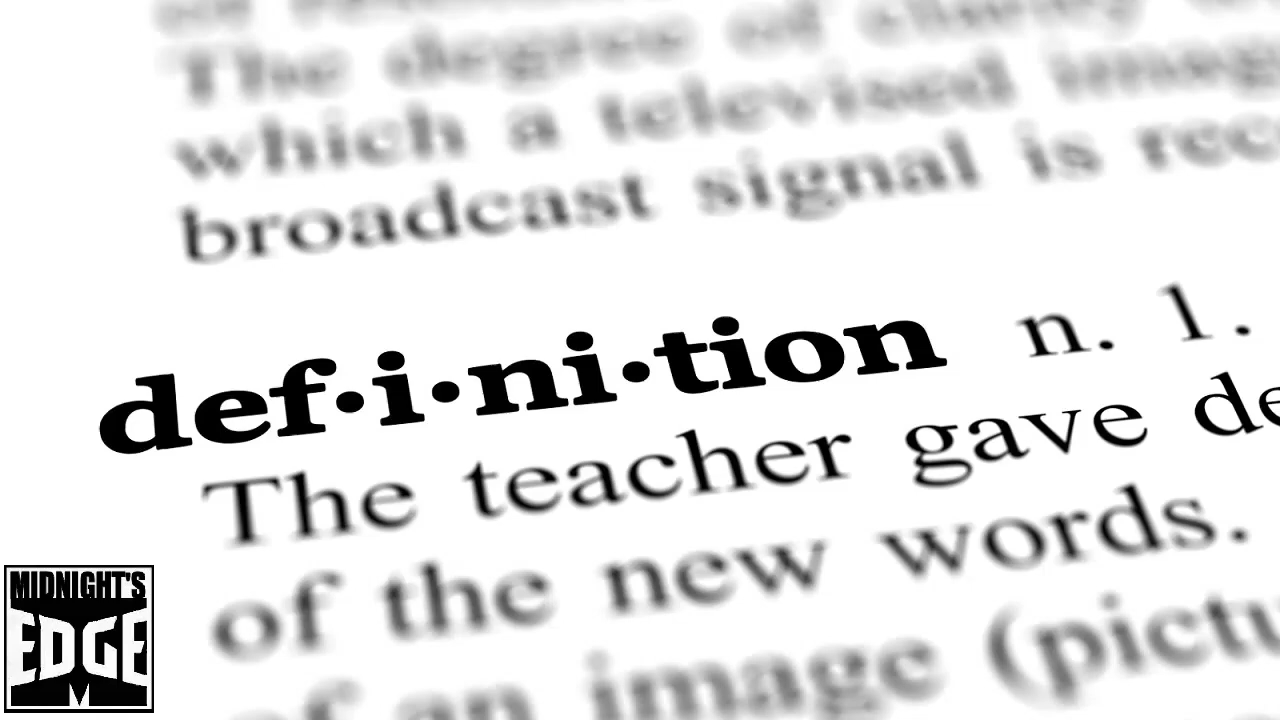 The degree of clarity
which a televised imag
broadcast signal is rec
def·i·ni·tion n. 1.
The teacher gave de
of the new words.
of an image (pictu
MIDNIGHT'S
EDGE
M